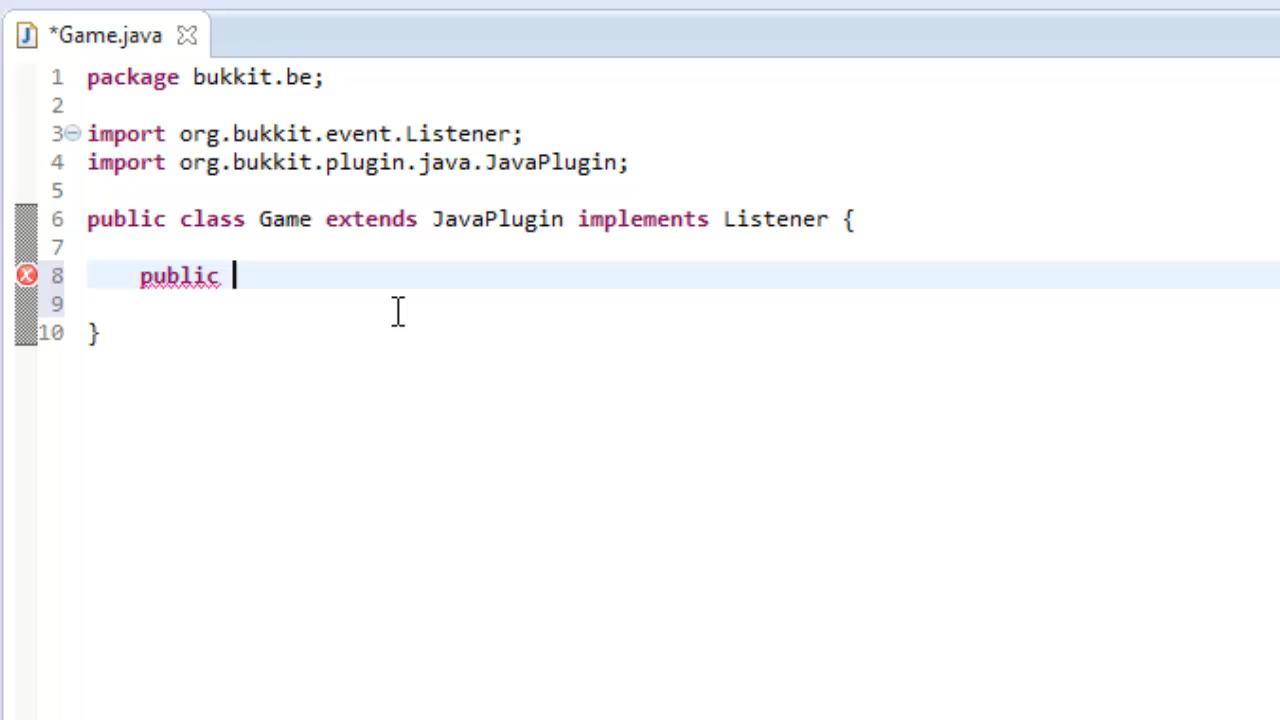 *Game.java
1 package bukkit.be;
2
3 import org.bukkit.event.Listener;
4 import org.bukkit.plugin.java.JavaPlugin;
5
6 public class Game extends JavaPlugin implements Listener {
7
8 public
9
10 }